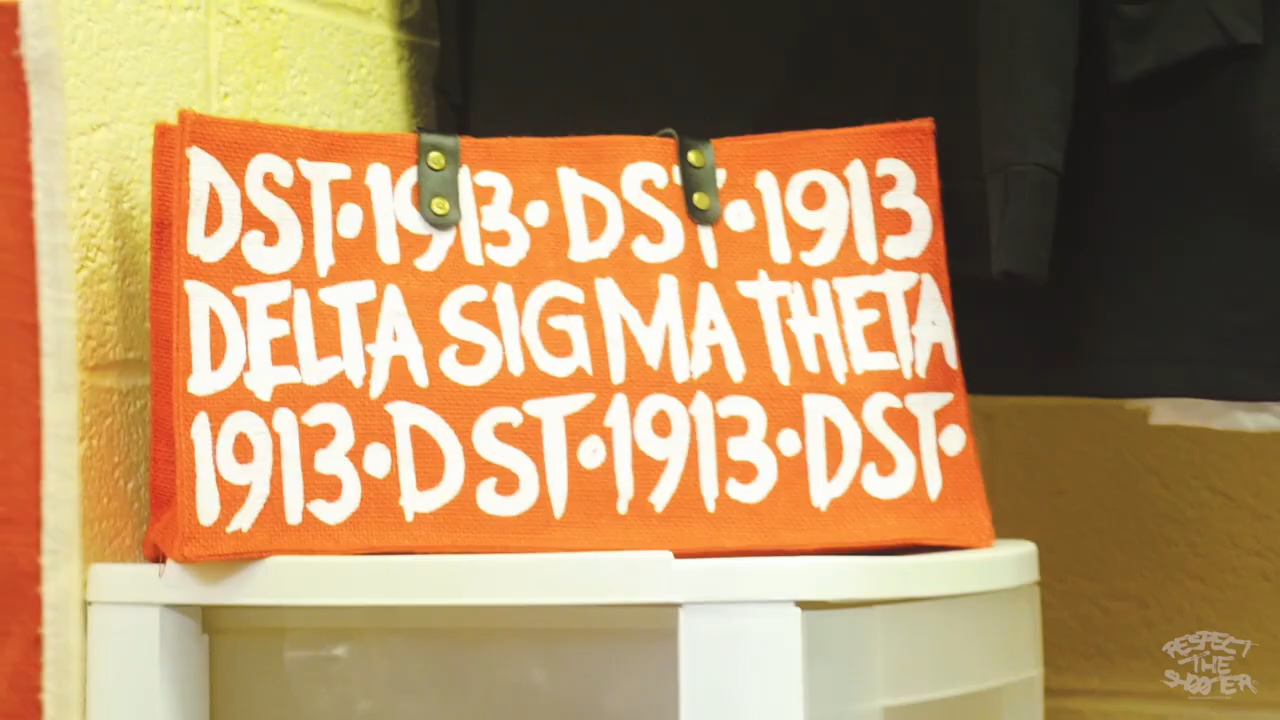 DST•1913•DST•1913
DELTA SIGMA THETA
1913•DST•1913•DST•
RESPECT
THE
SHOOTER